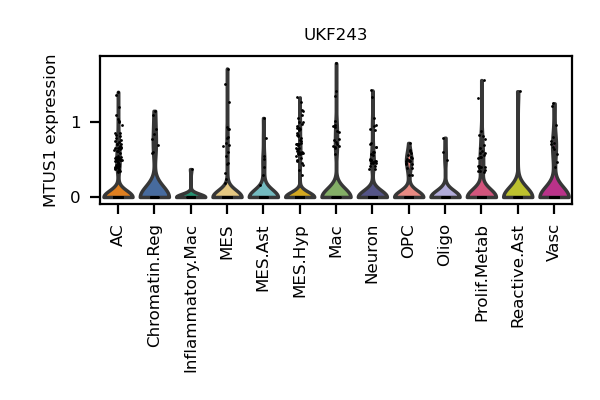 UKF243
MTUS1 expression
1
0
AC
Chromatin.Reg
Inflammatory.Mac
MES
MES.Ast
MES.Hyp
Mac
Neuron
OPC
Oligo
Prolif.Metab
Reactive.Ast
Vasc